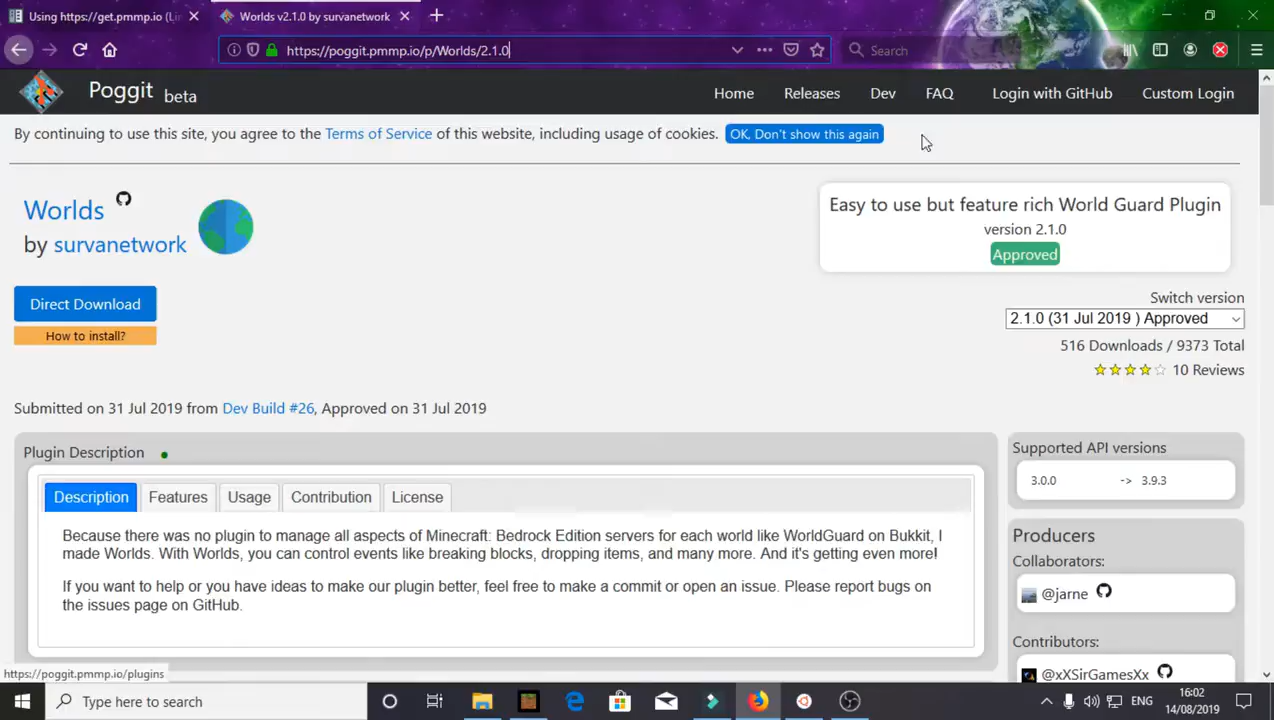 Using https://get.pmmp.io (Lin
Worlds v2.1.0 by survanetwork
https://poggit.pmmp.io/p/Worlds/2.1.0
Search
Poggit beta
Home
Releases
Dev
FAQ
Login with GitHub
Custom Login
By continuing to use this site, you agree to the Terms of Service of this website, including usage of cookies.
OK, Don't show this again
Worlds
by survanetwork
Easy to use but feature rich World Guard Plugin
version 2.1.0
Approved
Direct Download
How to install?
Switch version
2.1.0 (31 Jul 2019 ) Approved
516 Downloads / 9373 Total
10 Reviews
Submitted on 31 Jul 2019 from Dev Build #26, Approved on 31 Jul 2019
Plugin Description
Description
Features
Usage
Contribution
License
Because there was no plugin to manage all aspects of Minecraft: Bedrock Edition servers for each world like WorldGuard on Bukkit, I
made Worlds. With Worlds, you can control events like breaking blocks, dropping items, and many more. And it's getting even more!
If you want to help or you have ideas to make our plugin better, feel free to make a commit or open an issue. Please report bugs on
the issues page on GitHub.
Supported API versions
3.0.0 -> 3.9.3
Producers
Collaborators:
@jarne
Contributors:
@xXSirGamesXx
https://poggit.pmmp.io/plugins
Type here to search
ENG
16:02
14/08/2019